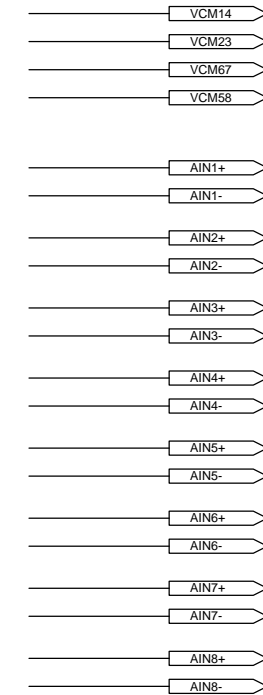 VCM14
VCM23
VCM67
VCM58
AIN1+
AIN1-
AIN2+
AIN2-
AIN3+
AIN3-
AIN4+
AIN4-
AIN5+
AIN5-
AIN6+
AIN6-
AIN7+
AIN7-
AIN8+
AIN8-